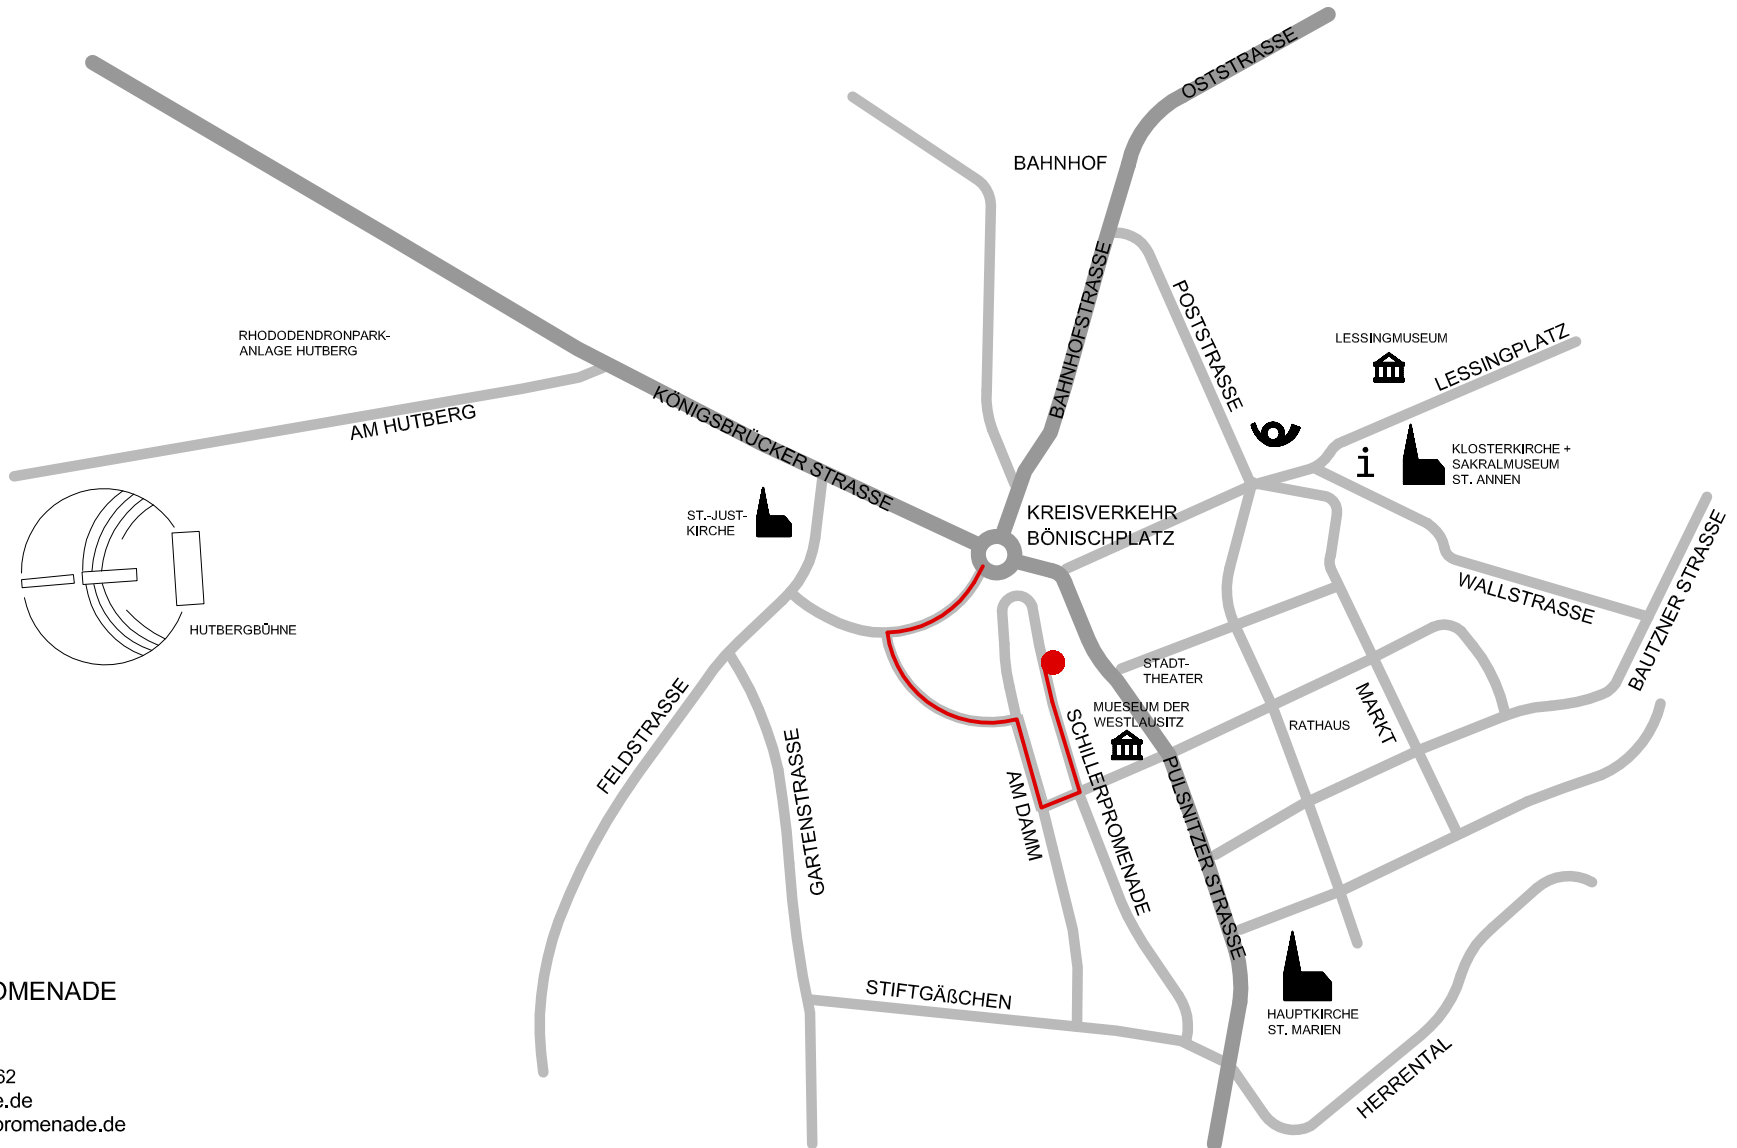 OSTSTRASSE
BAHNHOF
BAHNHOFSTRASSE
POSTSTRASSE
RHODODENDRONPARK-
ANLAGE HUTBERG
AM HUTBERG
KÖNIGSBRÜCKER STRASSE
LESSINGMUSEUM
LESSINGPLATZ
i
KLOSTERKIRCHE +
SAKRALMUSEUM
ST. ANNEN
ST.-JUST-
KIRCHE
KREISVERKEHR
BÖNISCHPLATZ
WALLSTRASSE
BAUTZNER STRASSE
HUTBERGBÜHNE
STADT-
THEATER
MUESEUM DER
WESTLAUSITZ
MARKT
RATHAUS
FELDSTRASSE
GARTENSTRASSE
AM DAMM
SCHILLERPROMENADE
PULSNITZER STRASSE
STIFTGÄßCHEN
HAUPTKIRCHE
ST. MARIEN
HERRENTAL
OMENADE
62
e.de
promenade.de